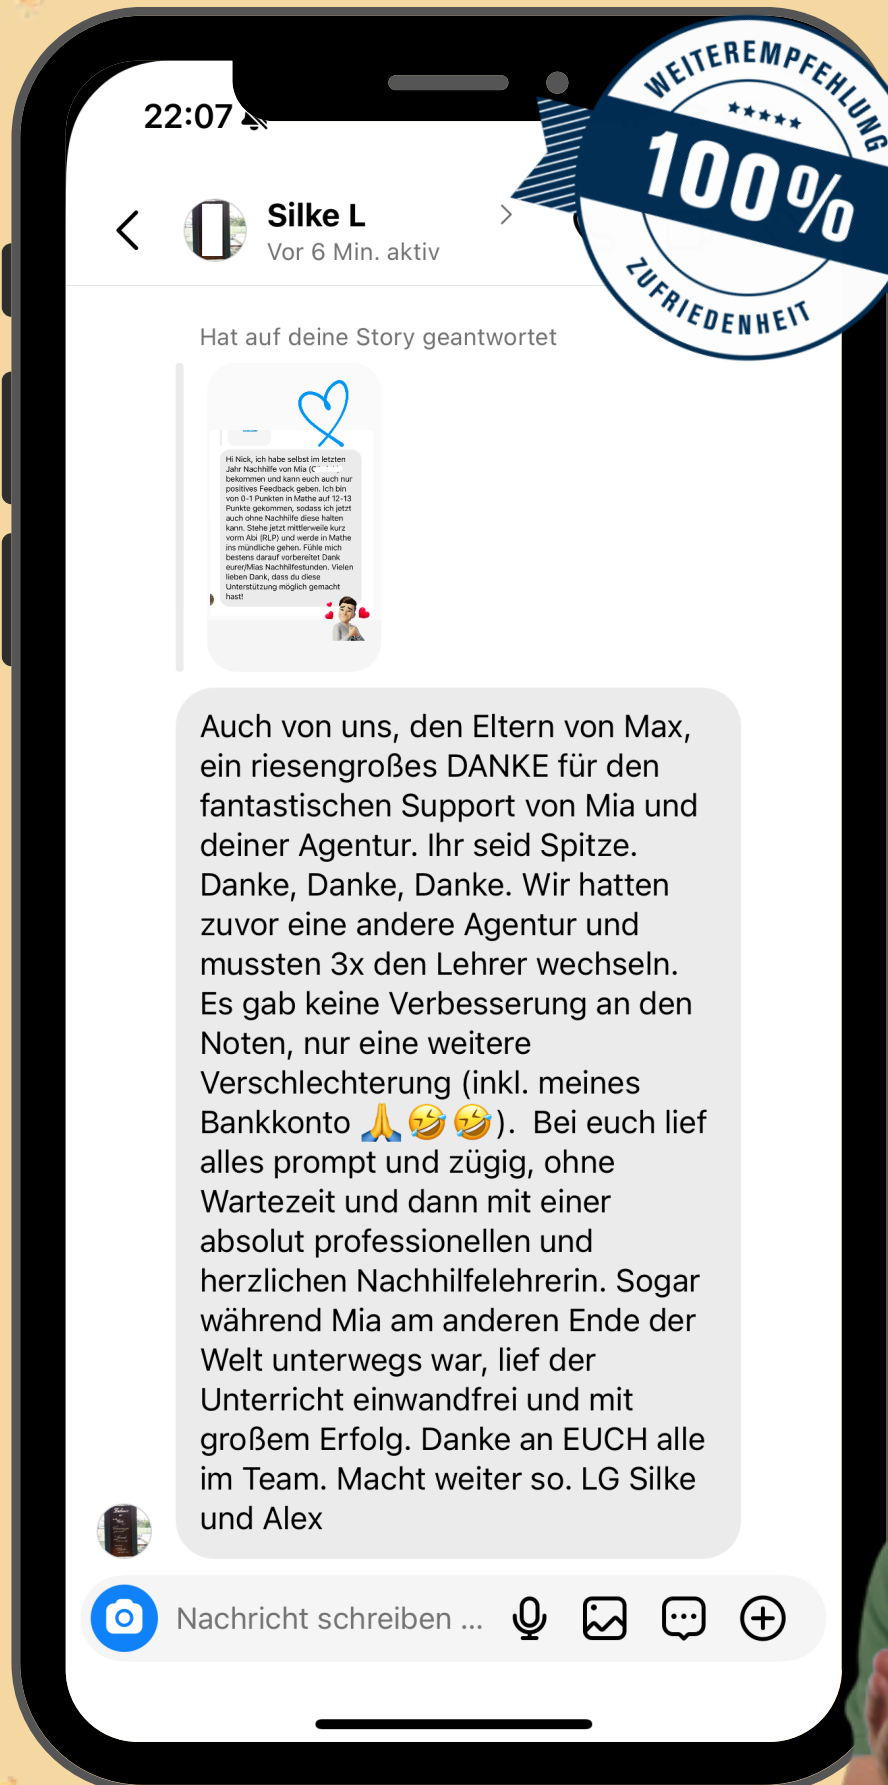 22:07
WEITEREMPFEHLUNG
100%
ZUFRIEDENHEIT
Silke L
Vor 6 Min. aktiv
Hat auf deine Story geantwortet
Hi Nick, ich habe selbst im letzten
Jahr Nachhilfe von Mia (
bekommen und kann euch auch nur
positives Feedback geben. Ich bin
von 0-1 Punkten in Mathe auf 12-13
Punkte gekommen, sodass ich jetzt
auch ohne Nachhilfe diese halten
kann. Stehe jetzt mittlerweile kurz
vorm Abi (RLP) und werde in Mathe
ins mündliche gehen. Fühle mich
bestens darauf vorbereitet Dank
eurer/Mias Nachhilfestunden. Vielen
lieben Dank, dass du diese
Unterstützung möglich gemacht
hast!
Auch von uns, den Eltern von Max,
ein riesengroßes DANKE für den
fantastischen Support von Mia und
deiner Agentur. Ihr seid Spitze.
Danke, Danke, Danke. Wir hatten
zuvor eine andere Agentur und
mussten 3x den Lehrer wechseln.
Es gab keine Verbesserung an den
Noten, nur eine weitere
Verschlechterung (inkl. meines
Bankkonto 🙏🤣🤣).  Bei euch lief
alles prompt und zügig, ohne
Wartezeit und dann mit einer
absolut professionellen und
herzlichen Nachhilfelehrerin. Sogar
während Mia am anderen Ende der
Welt unterwegs war, lief der
Unterricht einwandfrei und mit
großem Erfolg. Danke an EUCH alle
im Team. Macht weiter so. LG Silke
und Alex
Nachricht schreiben ...